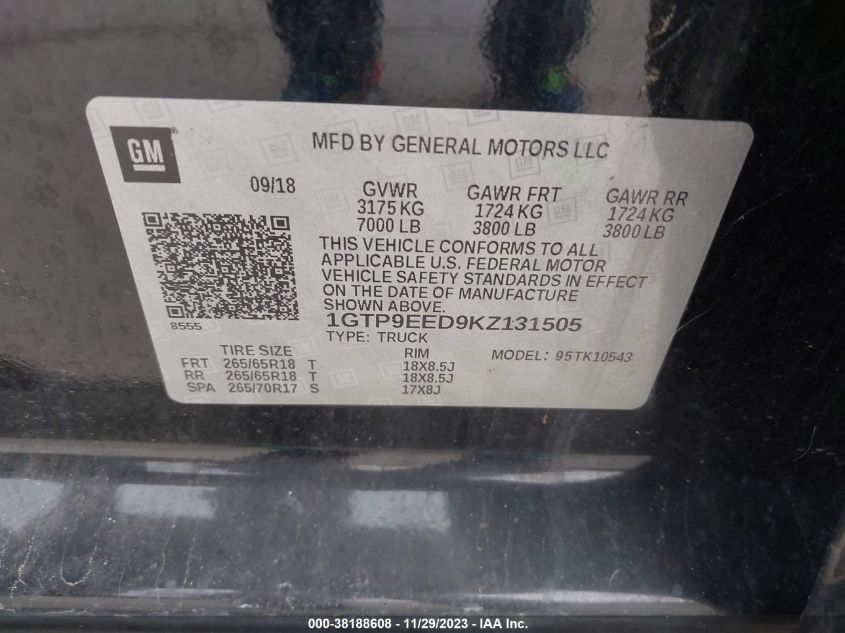 GM
MFD BY GENERAL MOTORS LLC
09/18
GVWR GAWR FRT GAWR RR
3175 KG 1724 KG 1724 KG
7000 LB 3800 LB 3800 LB
THIS VEHICLE CONFORMS TO ALL
APPLICABLE U.S. FEDERAL MOTOR
VEHICLE SAFETY STANDARDS IN EFFECT
ON THE DATE OF MANUFACTURE
SHOWN ABOVE.
8555
1GTP9EED9KZ131505
TYPE: TRUCK
TIRE SIZE RIM MODEL: 95TK10543
FRT 265/65R18 T 18X8.5J
RR 265/65R18 T 18X8.5J
SPA 265/70R17 S 17X8J
000-38188608 - 11/29/2023 - IAA Inc.